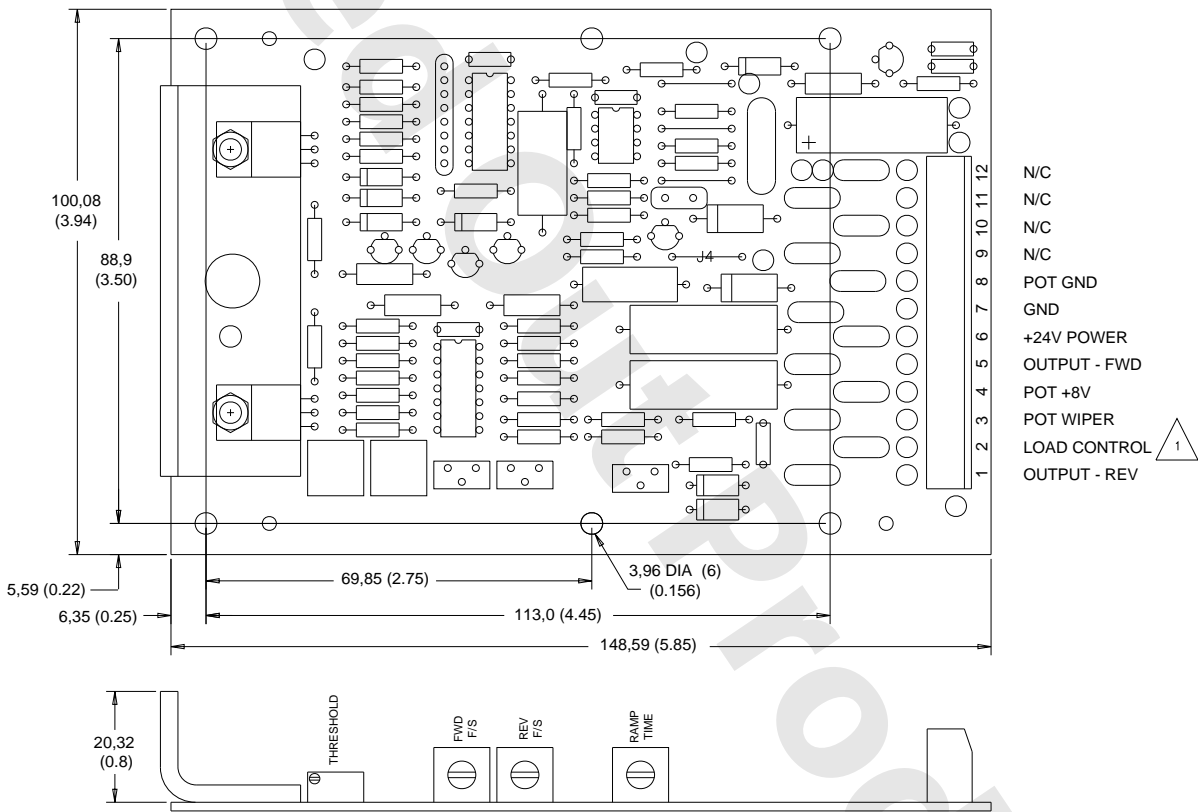 100,08
(3.94)
88,9
(3.50)
J4
+
12 N/C
11 N/C
10 N/C
9 N/C
8 POT GND
7 GND
6 +24V POWER
5 OUTPUT - FWD
4 POT +8V
3 POT WIPER
2 LOAD CONTROL 1
1 OUTPUT - REV
5,59 (0.22)
6,35 (0.25)
69,85 (2.75)
3,96 DIA (6)
(0.156)
113,0 (4.45)
148,59 (5.85)
20,32
(0.8)
THRESHOLD
FWD
F/S
REV
F/S
RAMP
TIME
ed Out Prod